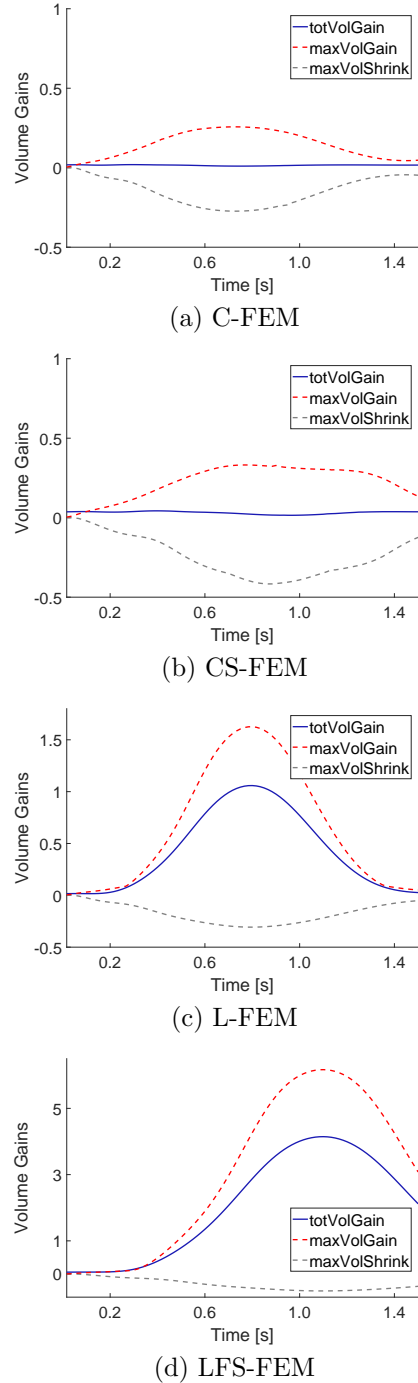 1
totVolGain
maxVolGain
maxVolShrink
0.5
0
-0.5
Volume Gains
0.2 0.6 1.0 1.4
Time [s]
(a) C-FEM
1
totVolGain
maxVolGain
maxVolShrink
0.5
0
-0.5
Volume Gains
0.2 0.6 1.0 1.4
Time [s]
(b) CS-FEM
totVolGain
maxVolGain
maxVolShrink
1.5
1
0.5
0
-0.5
Volume Gains
0.2 0.6 1.0 1.4
Time [s]
(c) L-FEM
5
3
1
0
Volume Gains
totVolGain
maxVolGain
maxVolShrink
0.2 0.6 1.0 1.4
Time [s]
(d) LFS-FEM